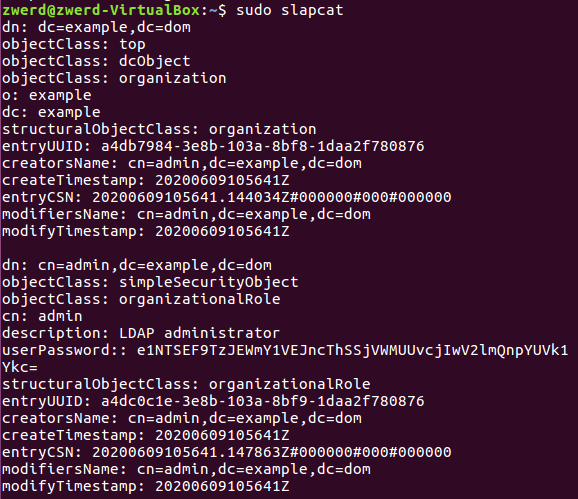 zwerd@zwerd-VirtualBox:~$ sudo slapcat
dn: dc=example,dc=dom
objectClass: top
objectClass: dcObject
objectClass: organization
o: example
dc: example
structuralObjectClass: organization
entryUUID: a4db7984-3e8b-103a-8bf8-1daa2f780876
creatorsName: cn=admin,dc=example,dc=dom
createTimestamp: 20200609105641Z
entryCSN: 20200609105641.144034Z#000000#000#000000
modifiersName: cn=admin,dc=example,dc=dom
modifyTimestamp: 20200609105641Z

dn: cn=admin,dc=example,dc=dom
objectClass: simpleSecurityObject
objectClass: organizationalRole
cn: admin
description: LDAP administrator
userPassword:: e1NTSEF9TzJEWmY1VEJncThSSjVWMUUvcjIwV2lmQnpYUVk1
Ykc=
structuralObjectClass: organizationalRole
entryUUID: a4dc0c1e-3e8b-103a-8bf9-1daa2f780876
creatorsName: cn=admin,dc=example,dc=dom
createTimestamp: 20200609105641Z
entryCSN: 20200609105641.147863Z#000000#000#000000
modifiersName: cn=admin,dc=example,dc=dom
modifyTimestamp: 20200609105641Z